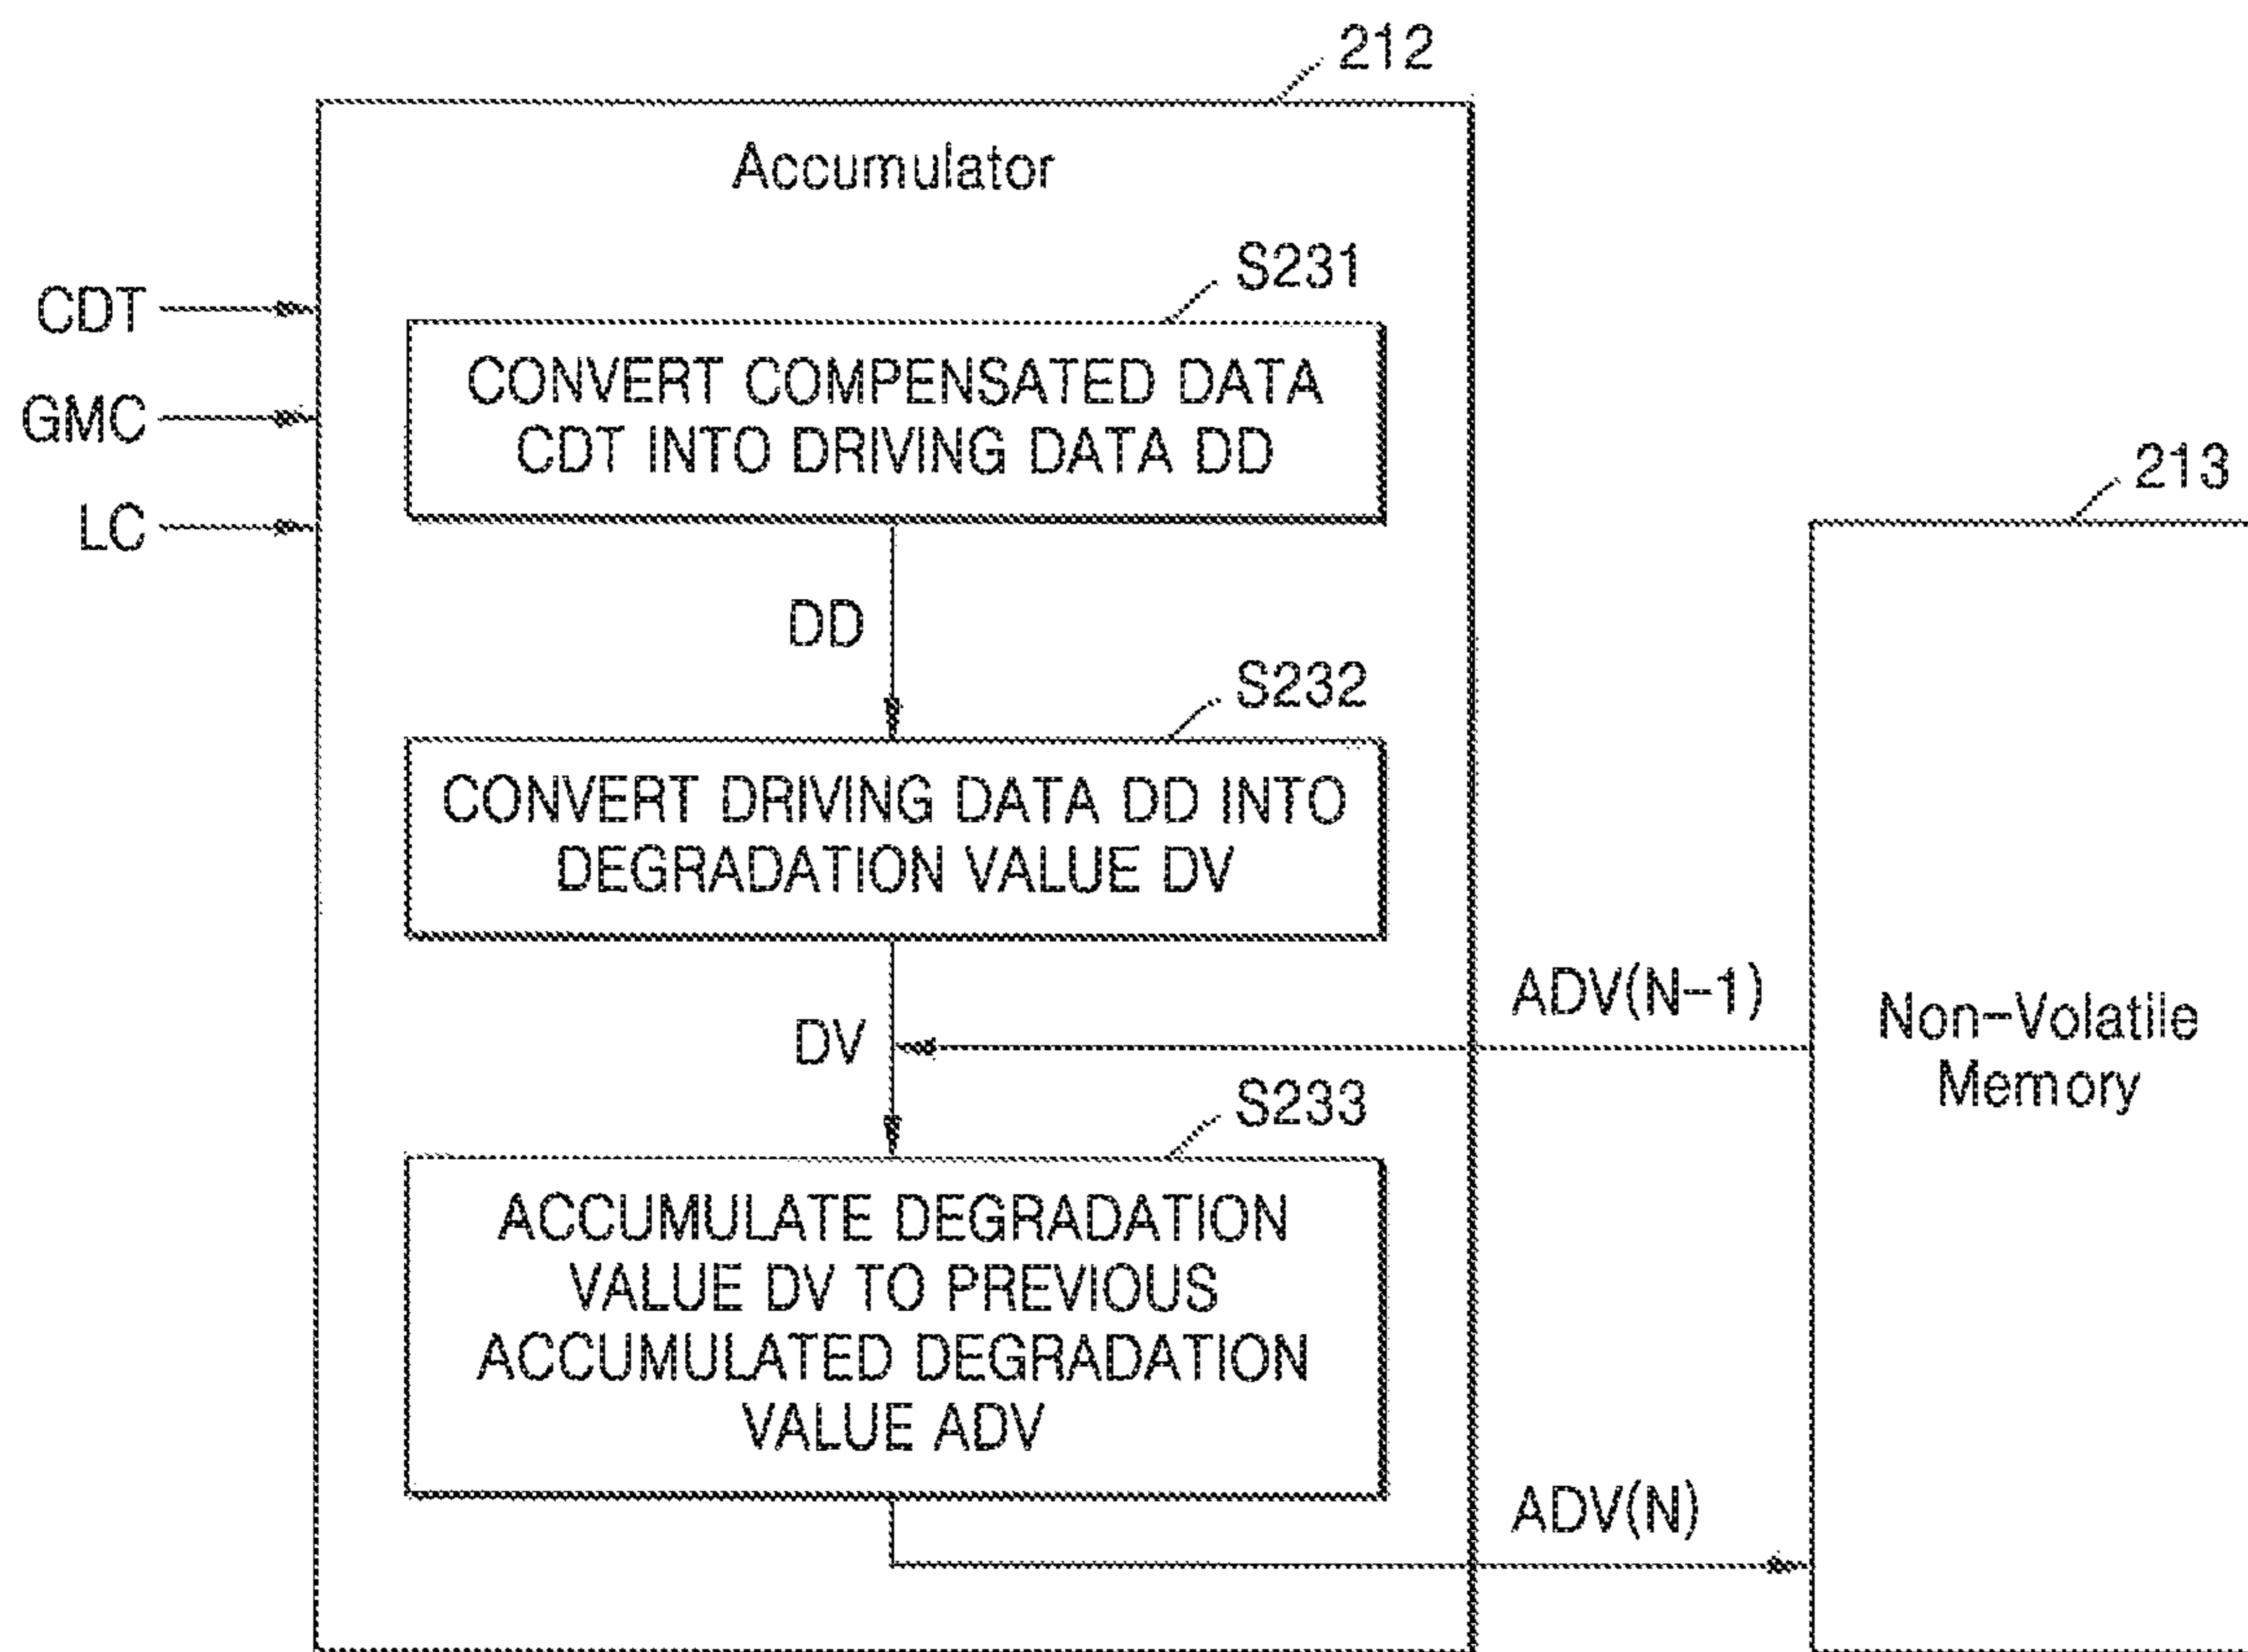 212
Accumulator
CDT
GMC
LC
S231
CONVERT COMPENSATED DATA
CDT INTO DRIVING DATA DD
DD
S232
CONVERT DRIVING DATA DD INTO
DEGRADATION VALUE DV
DV
ADV(N-1)
S233
ACCUMULATE DEGRADATION
VALUE DV TO PREVIOUS
ACCUMULATED DEGRADATION
VALUE ADV
ADV(N)
213
Non-Volatile
Memory